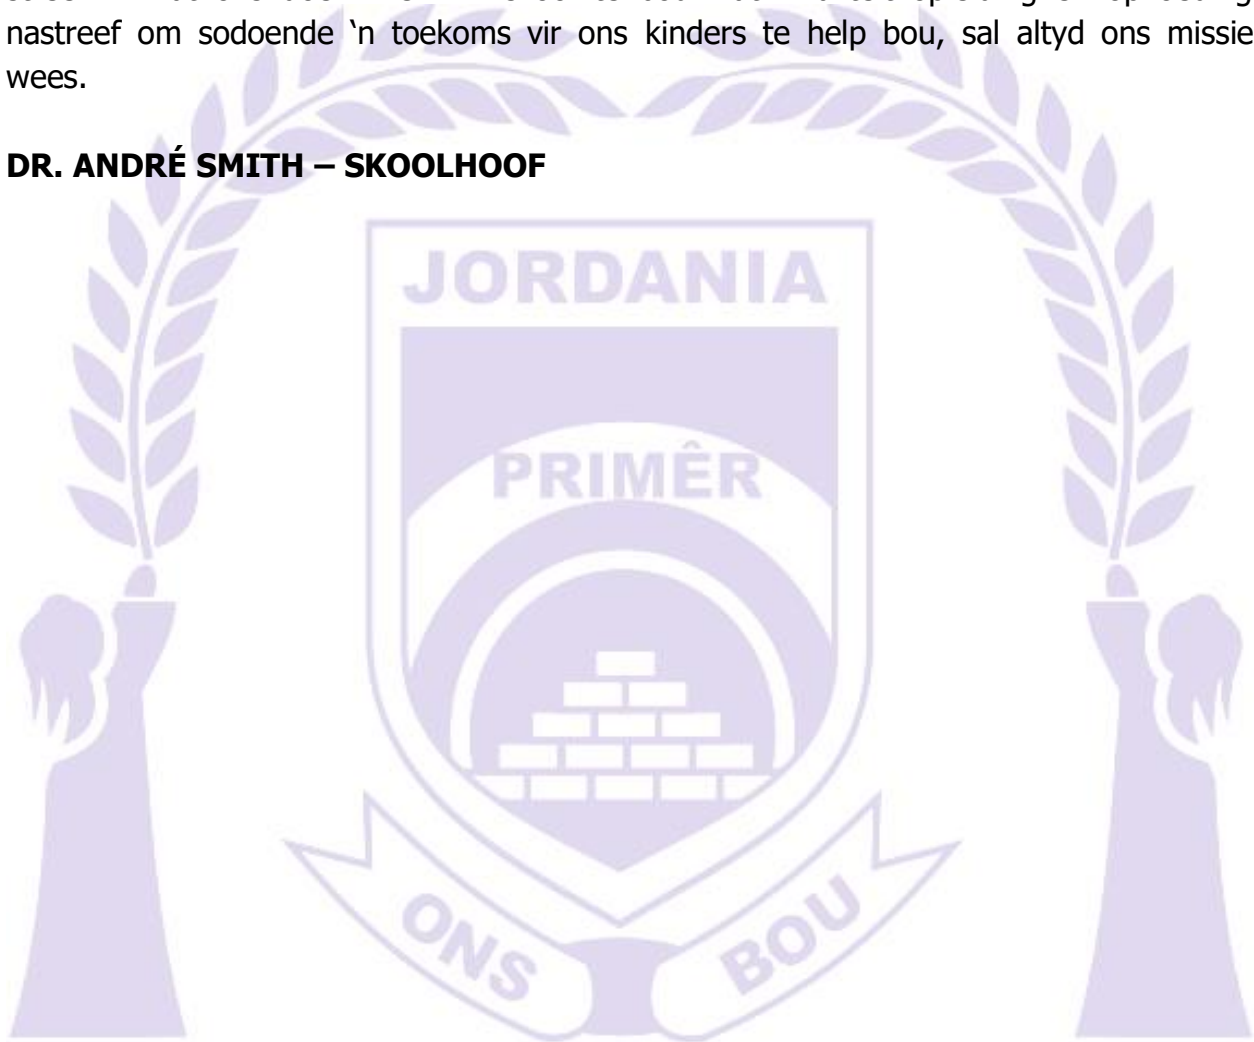 nastreef om sodoende ‘n toekoms vir ons kinders te help bou, sal altyd ons missie
wees.
DR. ANDRÉ SMITH – SKOOLHOOF
JORDANIA
PRIMÊR
ONS BOU